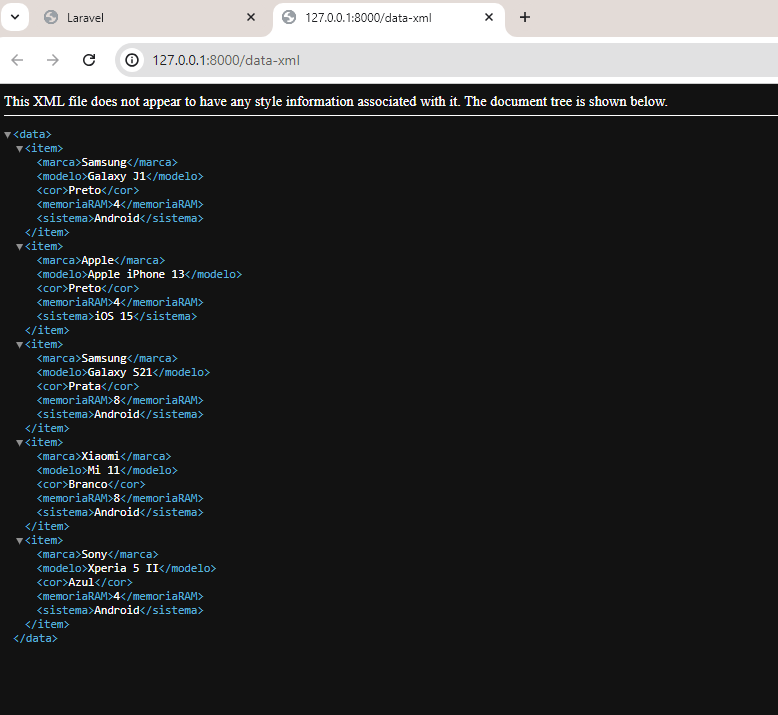 Laravel
127.0.0.1:8000/data-xml
127.0.0.1:8000/data-xml
This XML file does not appear to have any style information associated with it. The document tree is shown below.
<data>
<item>
<marca>Samsung</marca>
<modelo>Galaxy J1</modelo>
<cor>Preto</cor>
<memoriaRAM>4</memoriaRAM>
<sistema>Android</sistema>
</item>
<item>
<marca>Apple</marca>
<modelo>Apple iPhone 13</modelo>
<cor>Preto</cor>
<memoriaRAM>4</memoriaRAM>
<sistema>iOS 15</sistema>
</item>
<item>
<marca>Samsung</marca>
<modelo>Galaxy S21</modelo>
<cor>Prata</cor>
<memoriaRAM>8</memoriaRAM>
<sistema>Android</sistema>
</item>
<item>
<marca>Xiaomi</marca>
<modelo>Mi 11</modelo>
<cor>Branco</cor>
<memoriaRAM>8</memoriaRAM>
<sistema>Android</sistema>
</item>
<item>
<marca>Sony</marca>
<modelo>Xperia 5 II</modelo>
<cor>Azul</cor>
<memoriaRAM>4</memoriaRAM>
<sistema>Android</sistema>
</item>
</data>